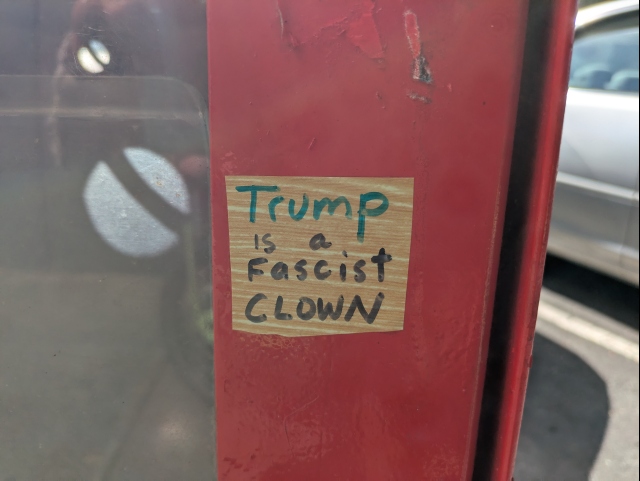 Trump
is a
Fascist
CLOWN